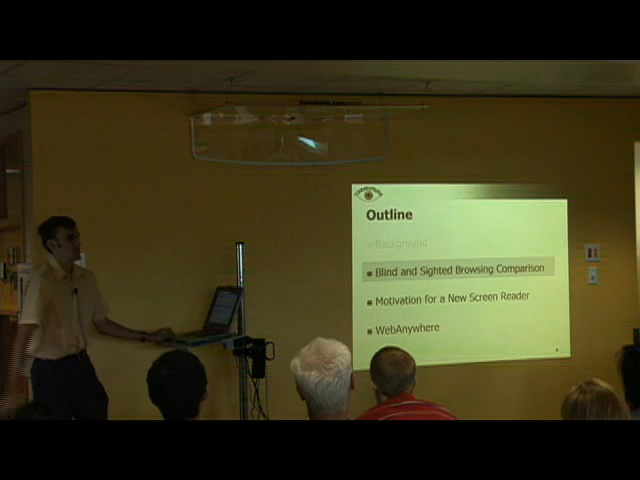 Outline
Background
Blind and Sighted Browsing Comparison
Motivation for a New Screen Reader
WebAnywhere